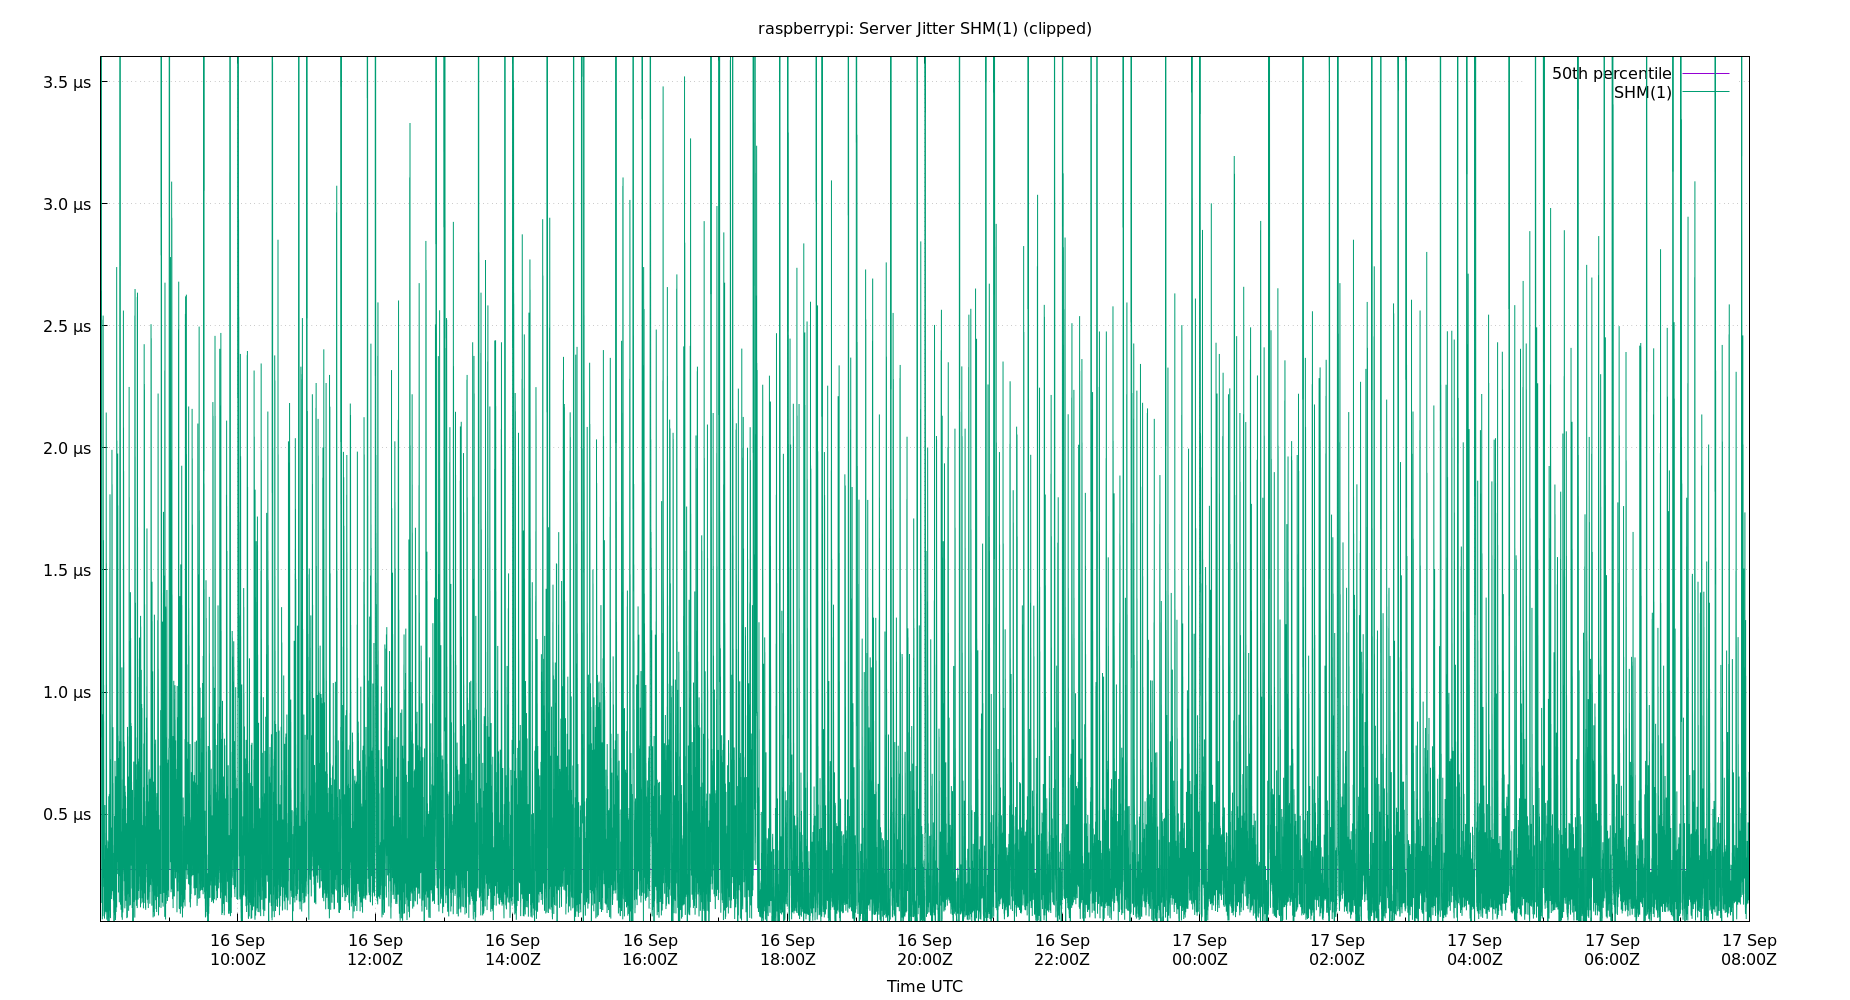 raspberrypi: Server Jitter SHM(1) (clipped)
50th percentile
SHM(1)
3.5 µs
3.0 µs
2.5 µs
2.0 µs
1.5 µs
1.0 µs
0.5 µs
16 Sep 16 Sep 16 Sep 16 Sep 16 Sep 16 Sep 16 Sep 17 Sep 17 Sep 17 Sep 17 Sep 17 Sep
10:00Z 12:00Z 14:00Z 16:00Z 18:00Z 20:00Z 22:00Z 00:00Z 02:00Z 04:00Z 06:00Z 08:00Z
Time UTC